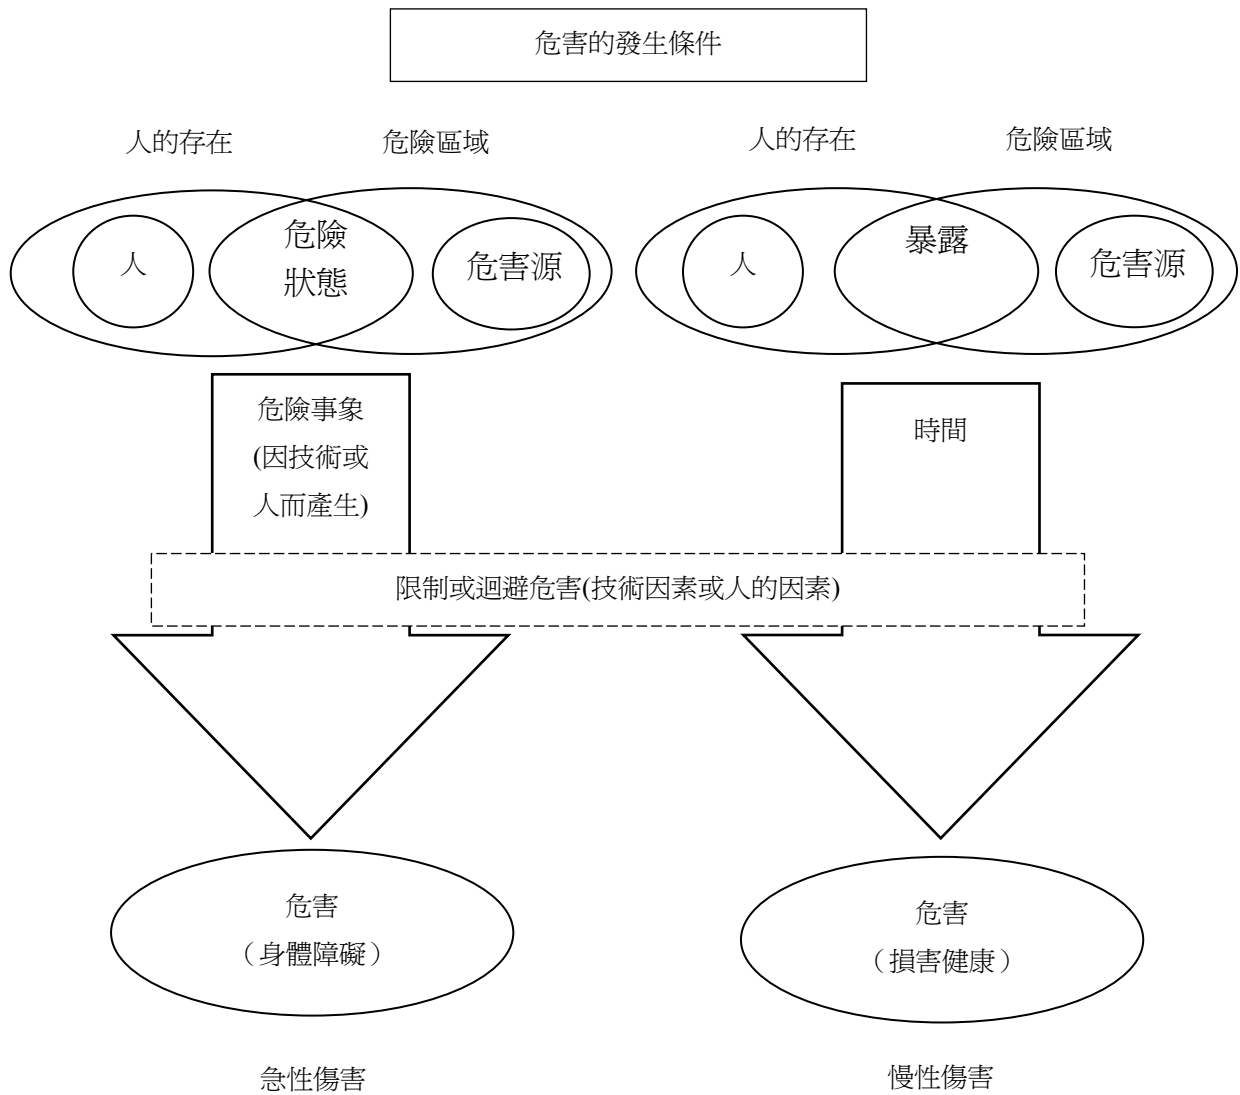 危害的發生條件
人的存在
危險區域
人的存在
危險區域
人
危險
狀態
危害源
人
暴露
危害源
危險事象
(因技術或
人而產生)
時間
限制或迴避危害(技術因素或人的因素)
危害
（身體障礙）
危害
（損害健康）
急性傷害
慢性傷害